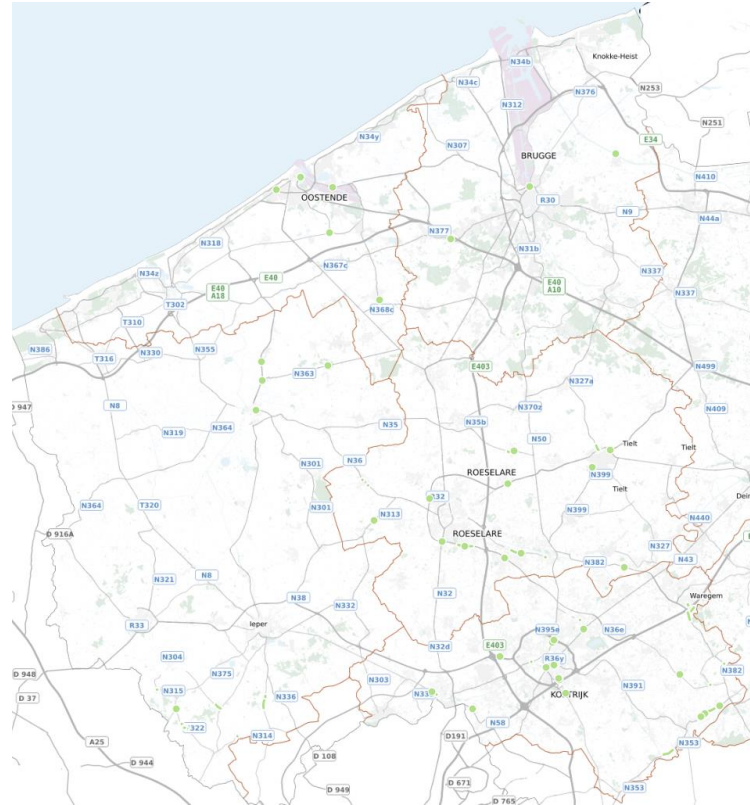 N34b
Knokke-Heist
N34c
N376
N253
N312
N251
N34y
N307
E34
BRUGGE
N410
OOSTENDE
R30
N9
N44a
N377
N318
N31b
N367c
N34z
E40
N337
E40
A18
E40
A10
N337
T302
N368c
T310
N386
T316
N330
N355
E403
N499
N363
N327a
D 947
N8
N370z
N409
N364
N35
N35b
N319
N50
Tielt
Tielt
N301
N36
ROESELARE
N399
Tielt
N364
T320
N301
N313
N399
N440
D 916A
ROESELARE
N327
N43
N382
N321
N8
N32
Waregem
N38
N332
R33
Ieper
N395e
N36e
N32d
E403
N304
R36y
D 948
N375
N303
N391
N382
N315
D 37
N336
KORTRIJK
N314
N58
D191
A25
N353
D 108
D 944
D 671
D 949
N353
D 765